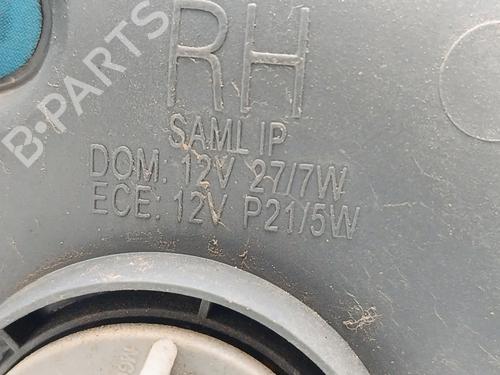 RH
SAML IP
DOM. 12V 27/7W
ECE: 12V P21/5W
B-PARTS